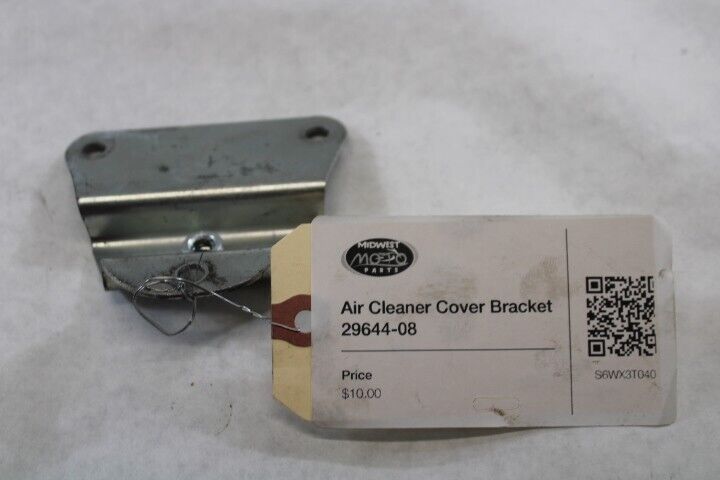 MIDWEST
MOTO
PARTS
Air Cleaner Cover Bracket
29644-08
Price
$10.00
S6WX3T040